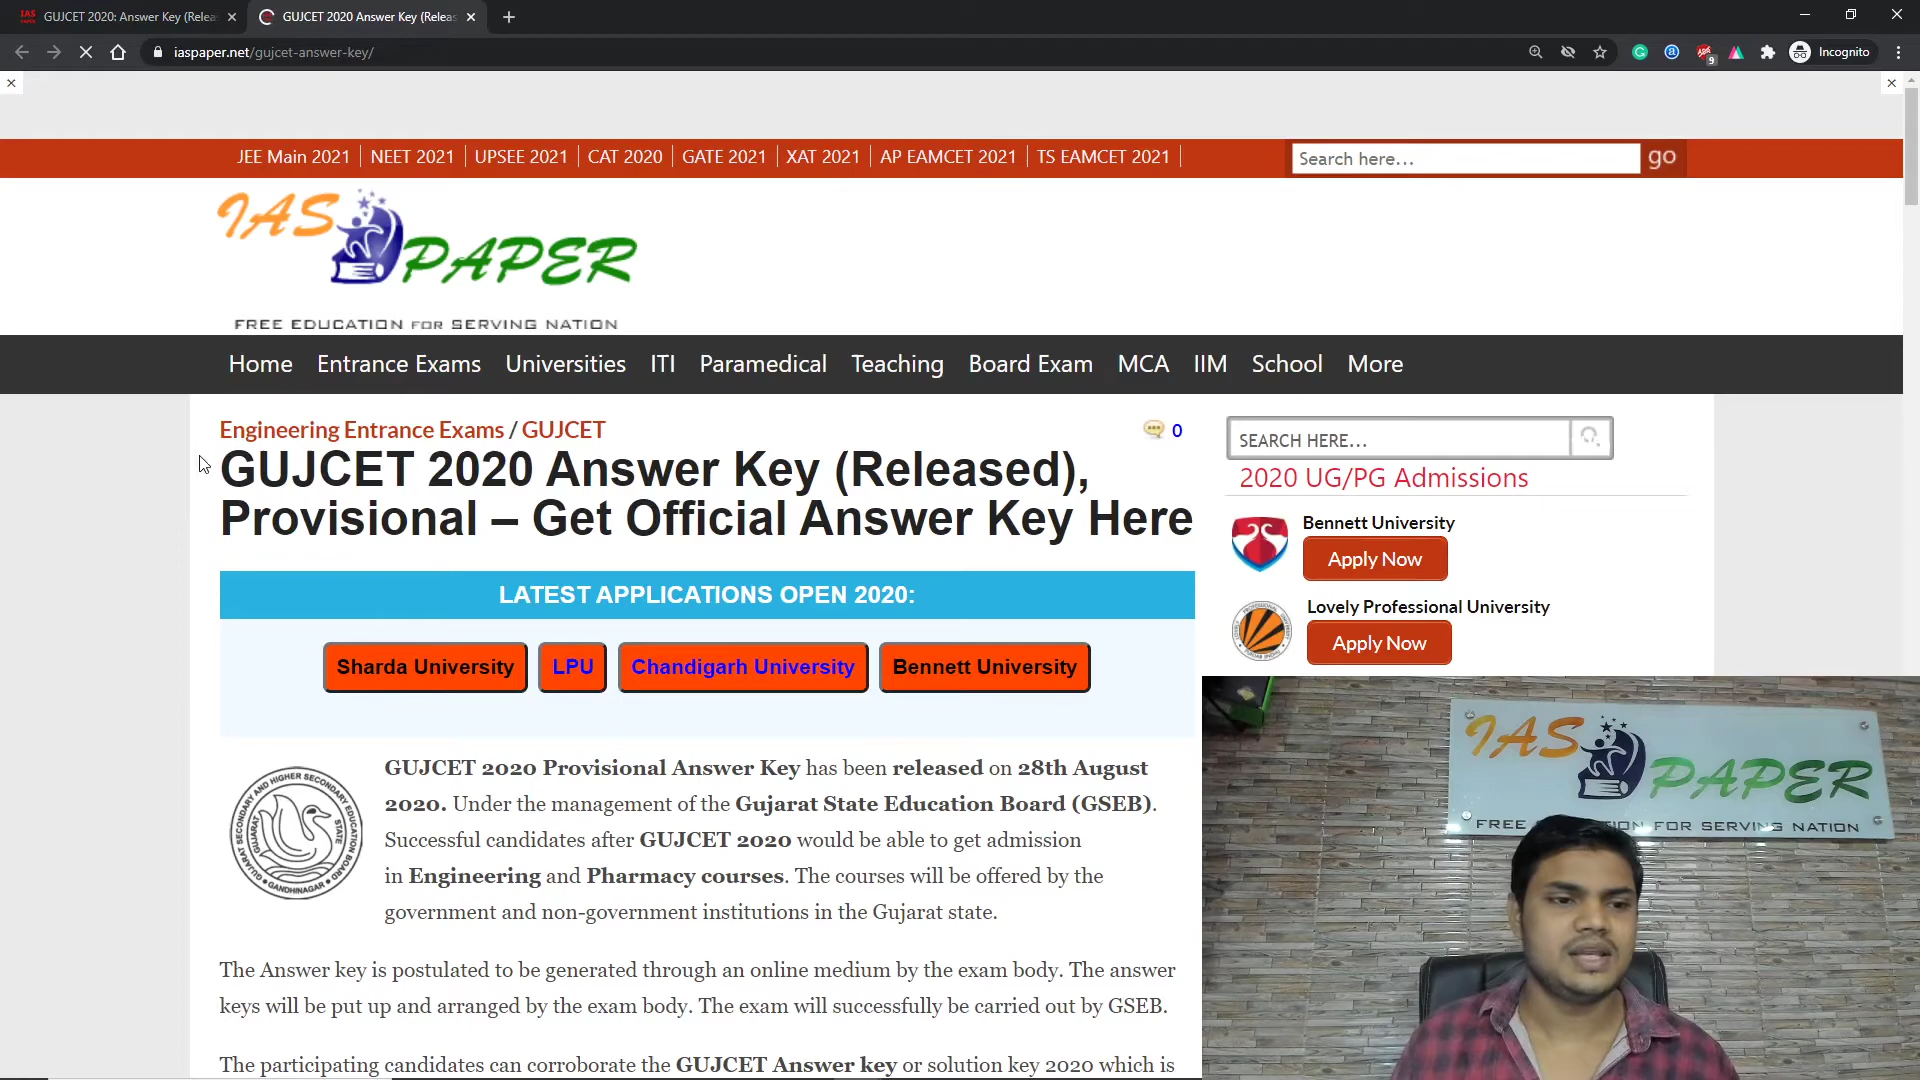 GUJCET 2020: Answer Key (Relea
GUJCET 2020 Answer Key (Releas
iaspaper.net/gujcet-answer-key/
9
Incognito
JEE Main 2021
NEET 2021
UPSEE 2021
CAT 2020
GATE 2021
XAT 2021
AP EAMCET 2021
TS EAMCET 2021
Search here...
go
IAS PAPER
FREE EDUCATION FOR SERVING NATION
Home
Entrance Exams
Universities
ITI
Paramedical
Teaching
Board Exam
MCA
IIM
School
More
Engineering Entrance Exams / GUJCET
0
GUJCET 2020 Answer Key (Released),
Provisional – Get Official Answer Key Here
SEARCH HERE...
2020 UG/PG Admissions
Bennett University
Apply Now
Lovely Professional University
Apply Now
LATEST APPLICATIONS OPEN 2020:
Sharda University
LPU
Chandigarh University
Bennett University
GUJARAT SECONDARY AND HIGHER SECONDARY EDUCATION BOARD
STATE
GANDHINAGAR
GUJCET 2020 Provisional Answer Key has been released on 28th August
2020. Under the management of the Gujarat State Education Board (GSEB).
Successful candidates after GUJCET 2020 would be able to get admission
in Engineering and Pharmacy courses. The courses will be offered by the
government and non-government institutions in the Gujarat state.
The Answer key is postulated to be generated through an online medium by the exam body. The answer
keys will be put up and arranged by the exam body. The exam will successfully be carried out by GSEB.
The participating candidates can corroborate the GUJCET Answer key or solution key 2020 which is
IAS PAPER
FREE FOR SERVING NATION